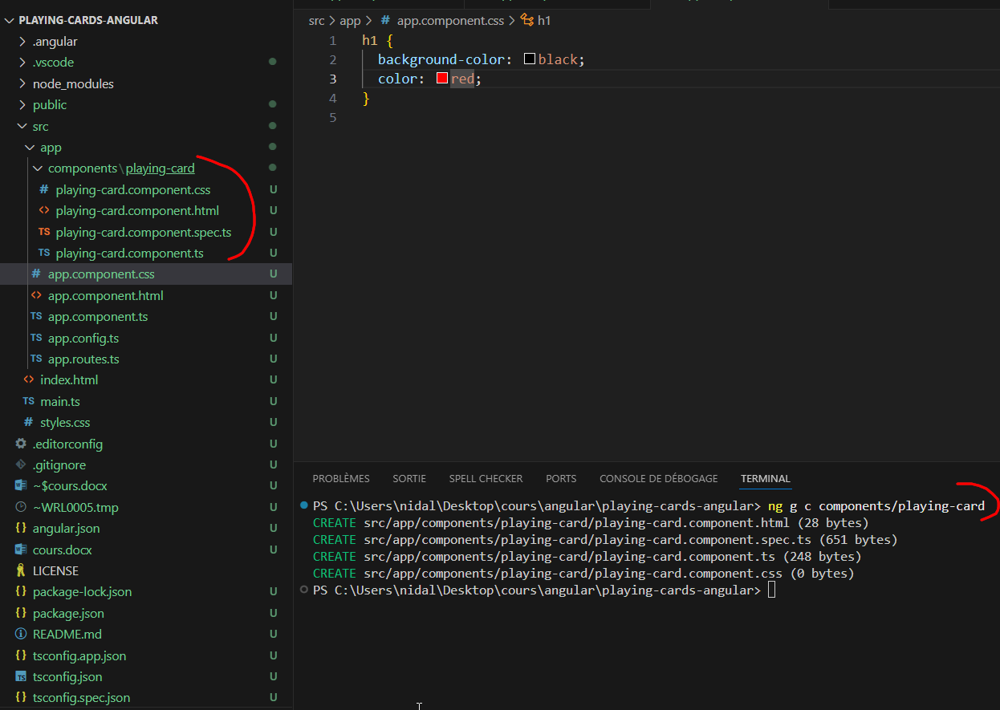 PLAYING-CARDS-ANGULAR
.angular
.vscode
node_modules
public
src
app
components\playing-card
# playing-card.component.css U
<> playing-card.component.html U
TS playing-card.component.spec.ts U
TS playing-card.component.ts U
# app.component.css U
<> app.component.html U
TS app.component.ts U
TS app.config.ts U
TS app.routes.ts U
<> index.html U
TS main.ts U
# styles.css U
.editorconfig U
.gitignore U
~$cours.docx U
~WRL0005.tmp U
{} angular.json U
cours.docx U
LICENSE
{} package-lock.json U
{} package.json U
README.md U
{} tsconfig.app.json U
TS tsconfig.json U
{} tsconfig.spec.json U
src > app > # app.component.css > h1
1 h1 {
2 background-color: black;
3 color: red;
4 }
5
PROBLÈMES SORTIE SPELL CHECKER PORTS CONSOLE DE DÉBOGAGE TERMINAL
PS C:\Users\nidal\Desktop\cours\angular\playing-cards-angular> ng g c components/playing-card
CREATE src/app/components/playing-card/playing-card.component.html (28 bytes)
CREATE src/app/components/playing-card/playing-card.component.spec.ts (651 bytes)
CREATE src/app/components/playing-card/playing-card.component.ts (248 bytes)
CREATE src/app/components/playing-card/playing-card.component.css (0 bytes)
PS C:\Users\nidal\Desktop\cours\angular\playing-cards-angular>